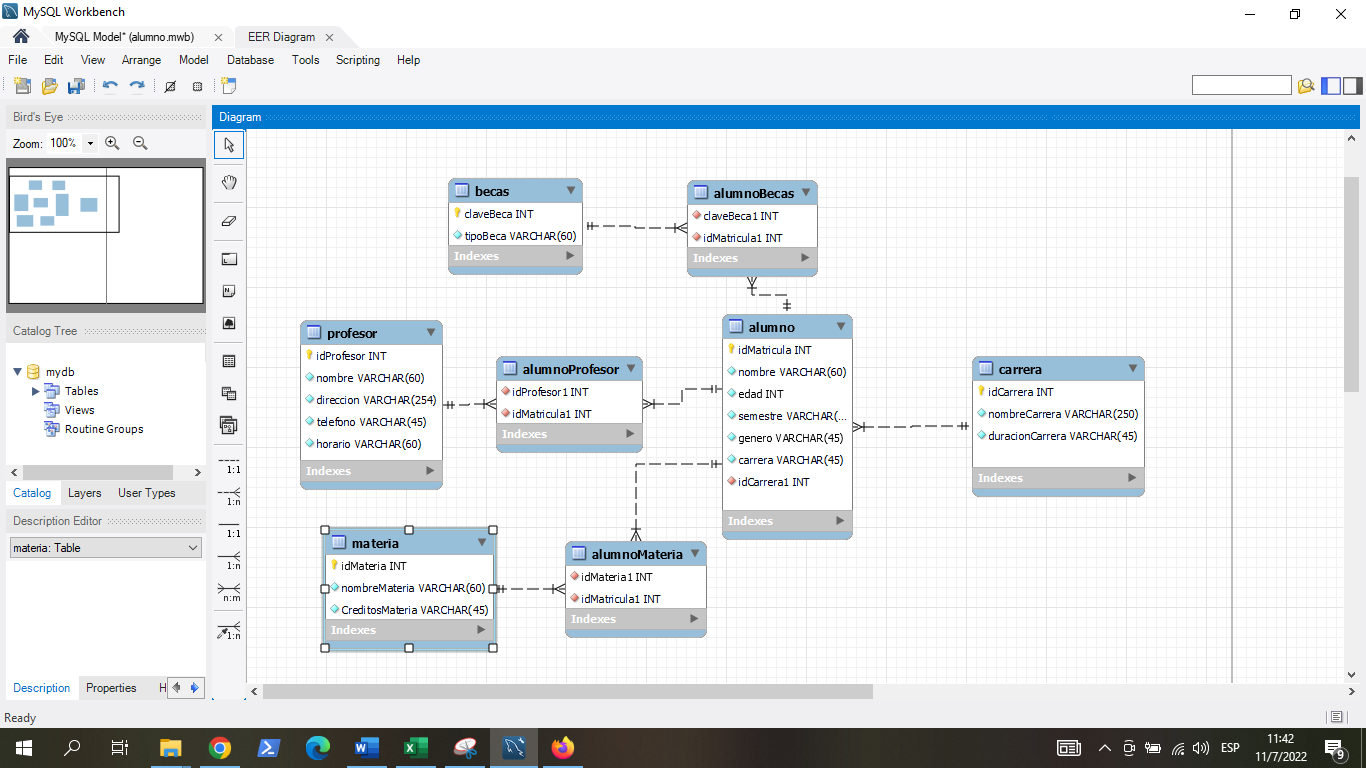 MySQL Workbench
MySQL Model* (alumno.mwb)
EER Diagram
File Edit View Arrange Model Database Tools Scripting Help
Bird's Eye
Zoom: 100%
Catalog Tree
mydb
Tables
Views
Routine Groups
Catalog Layers User Types
Description Editor
materia: Table
Description Properties H
Ready
1:1
1:n
1:1
1:n
n:m
1:n
Diagram
becas
claveBeca INT
tipoBeca VARCHAR(60)
Indexes
alumnoBecas
claveBeca1 INT
idMatricula1 INT
Indexes
profesor
idProfesor INT
nombre VARCHAR(60)
direccion VARCHAR(254)
telefono VARCHAR(45)
horario VARCHAR(60)
Indexes
alumnoProfesor
idProfesor1 INT
idMatricula1 INT
Indexes
alumno
idMatricula INT
nombre VARCHAR(60)
edad INT
semestre VARCHAR(...
genero VARCHAR(45)
carrera VARCHAR(45)
idCarrera1 INT
Indexes
carrera
idCarrera INT
nombreCarrera VARCHAR(250)
duracionCarrera VARCHAR(45)
Indexes
materia
idMateria INT
nombreMateria VARCHAR(60)
CreditosMateria VARCHAR(45)
Indexes
alumnoMateria
idMateria1 INT
idMatricula1 INT
Indexes
ESP
11:42
11/7/2022
9